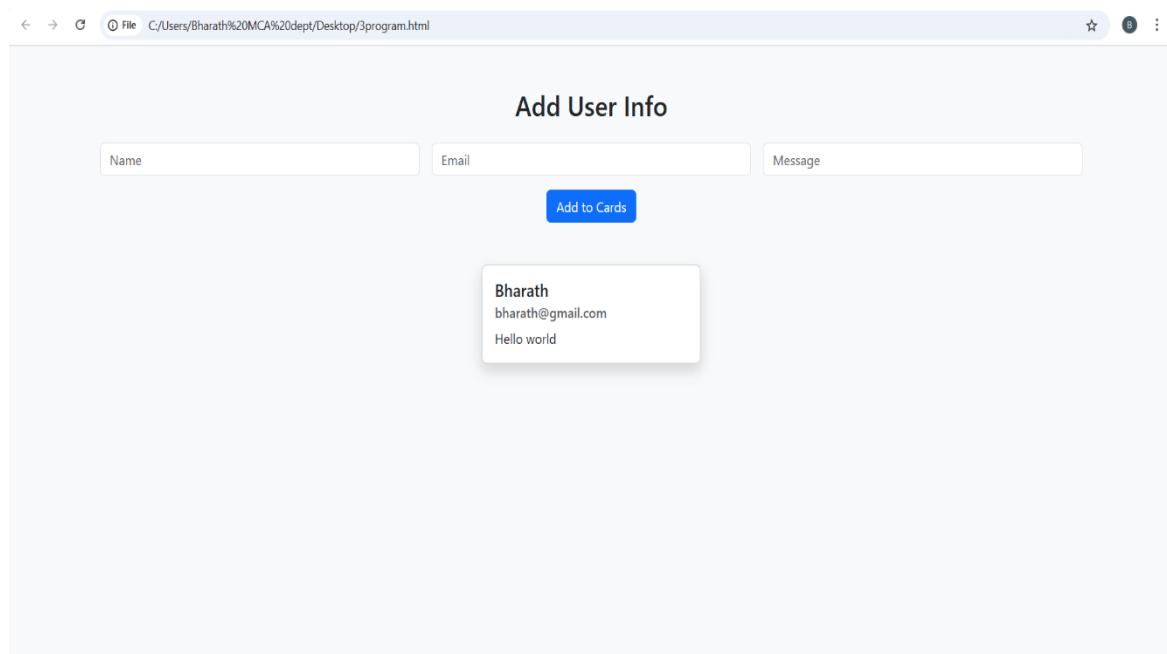 File C:/Users/Bharath%20MCA%20dept/Desktop/3program.html B
Add User Info
Name Email Message
Add to Cards
Bharath
bharath@gmail.com
Hello world